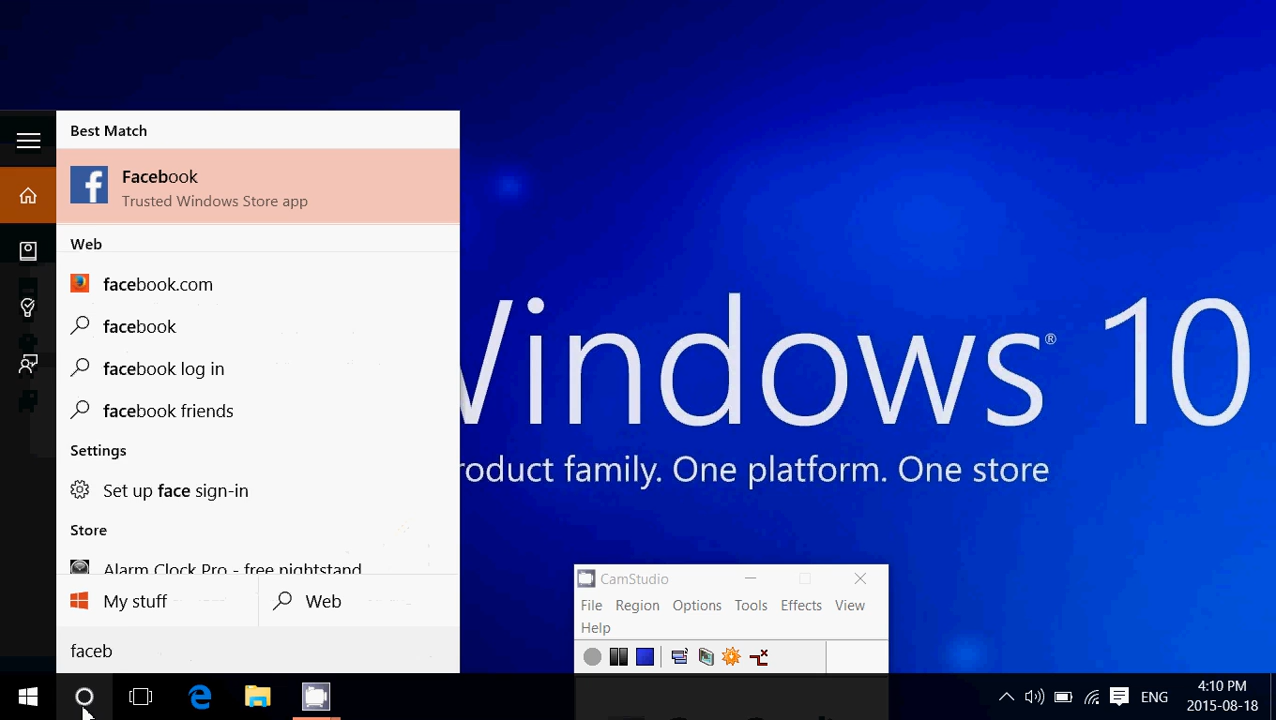 Best Match
Facebook
Trusted Windows Store app
Web
facebook.com
facebook
facebook log in
facebook friends
Settings
Set up face sign-in
Store
Alarm Clock Pro - free nightstand
My stuff
Web
faceb
Windows® 10
roduct family. One platform. One store
CamStudio
File Region Options Tools Effects View
Help
ENG
4:10 PM
2015-08-18